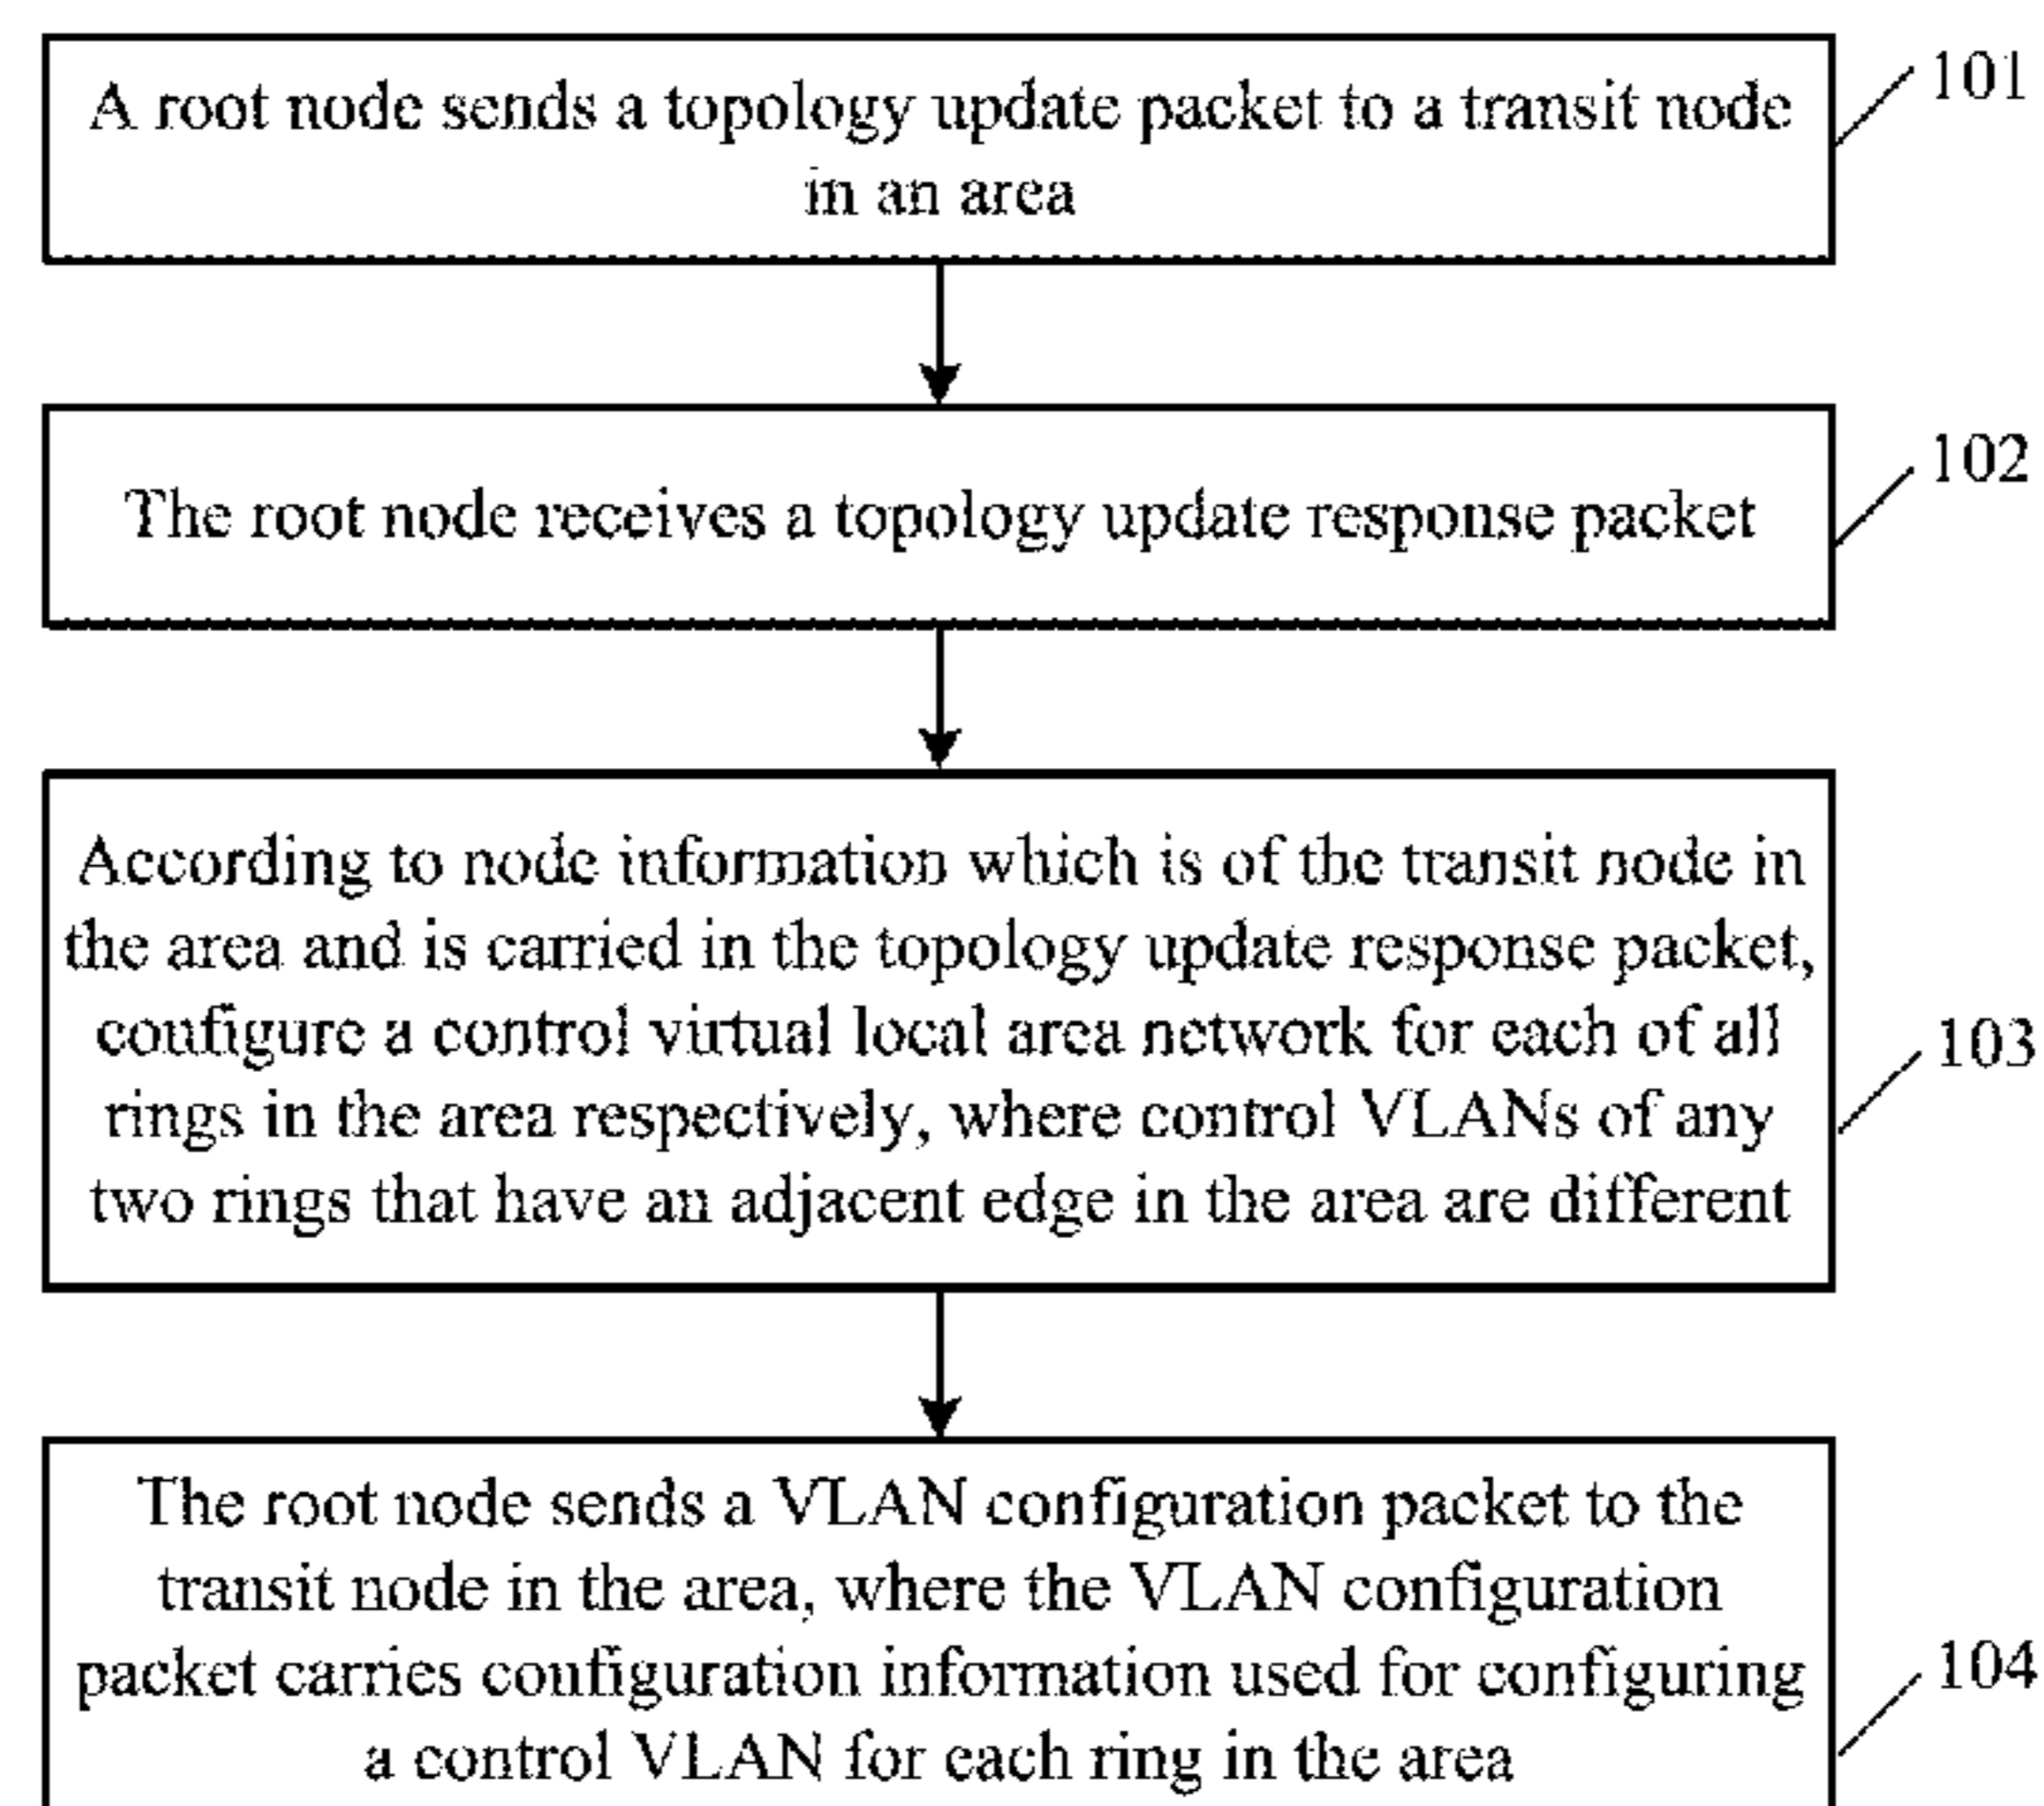 A root node sends a topology update packet to a transit node
in an area
101
The root node receives a topology update response packet
102
According to node information which is of the transit node in
the area and is carried in the topology update response packet,
configure a control virtual local area network for each of all
rings in the area respectively, where control VLANs of any
two rings that have an adjacent edge in the area are different
103
The root node sends a VLAN configuration packet to the
transit node in the area, where the VLAN configuration
packet carries configuration information used for configuring
a control VLAN for each ring in the area
104